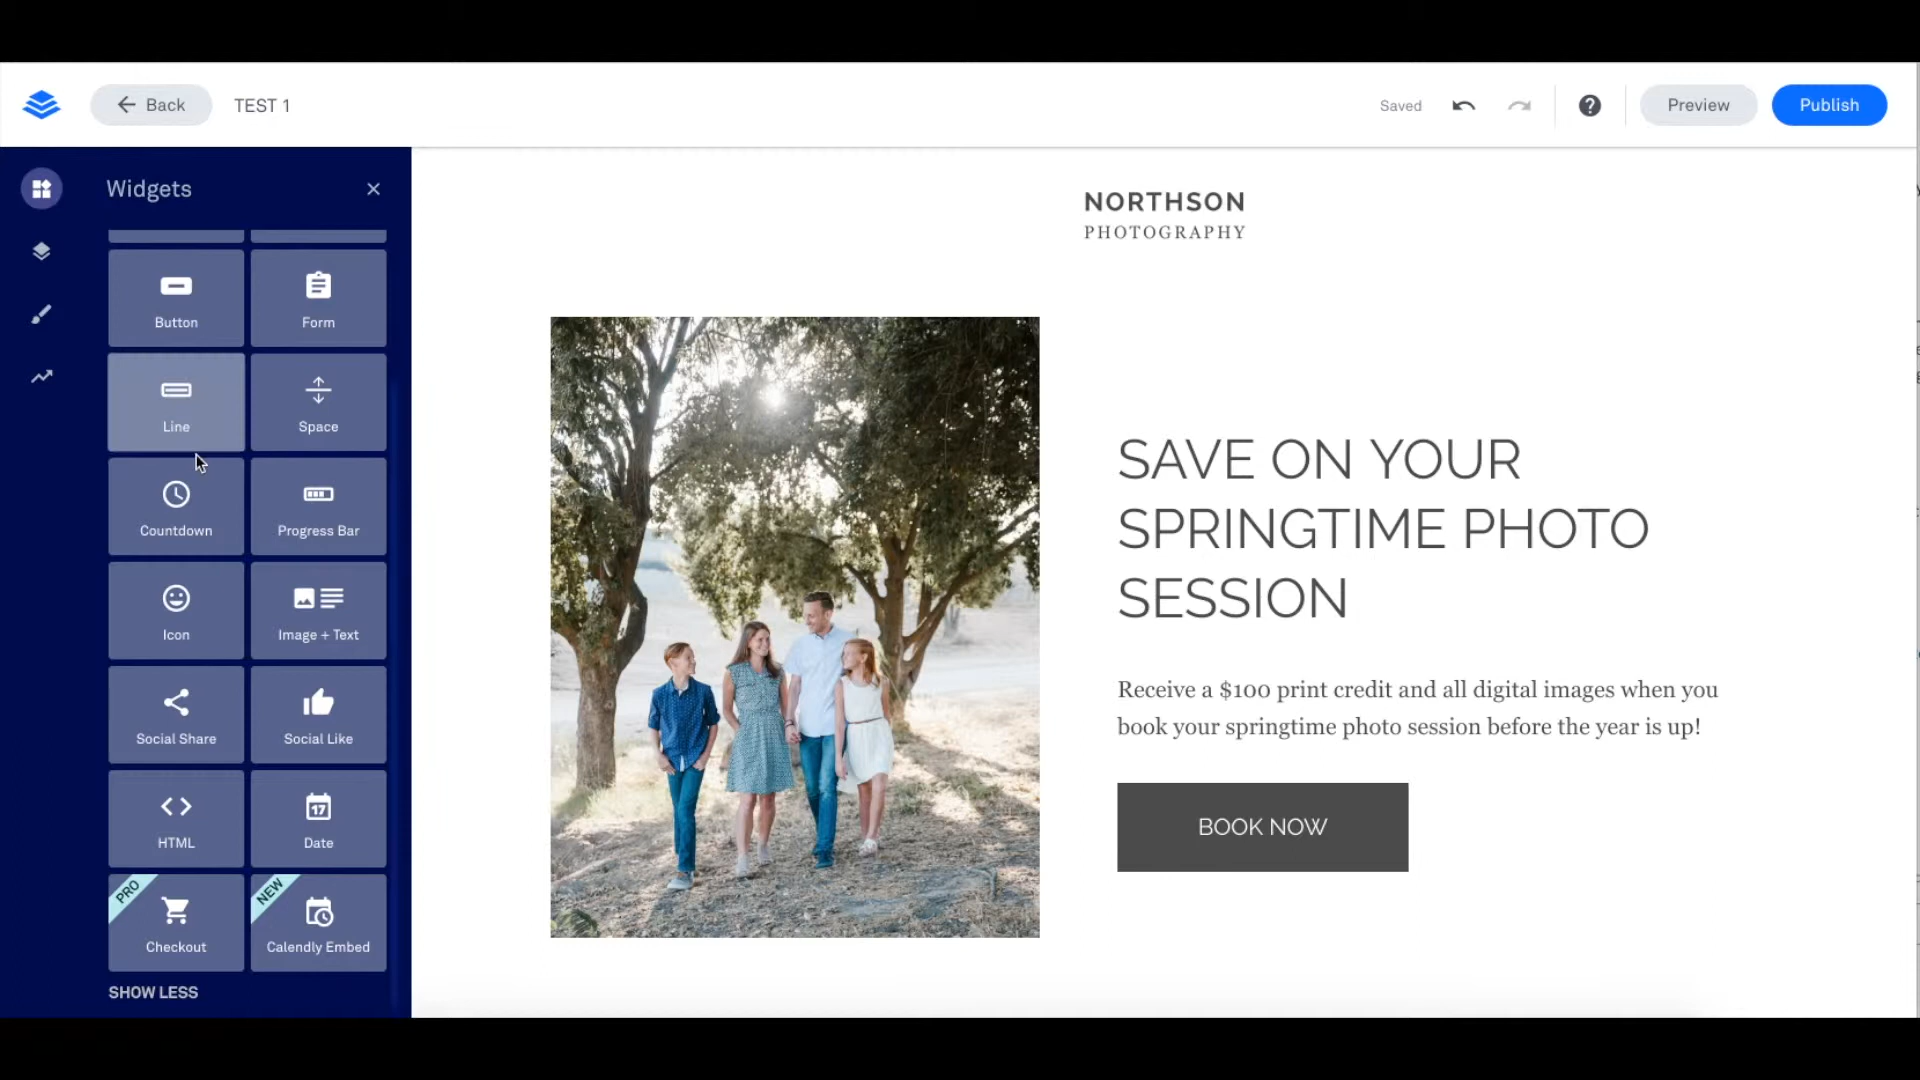 Back
TEST 1
Saved
Preview
Publish
Widgets
Button
Form
Line
Space
Countdown
Progress Bar
Icon
Image + Text
Social Share
Social Like
HTML
17
Date
PRO
Checkout
NEW
Calendly Embed
SHOW LESS
NORTHSON
PHOTOGRAPHY
SAVE ON YOUR
SPRINGTIME PHOTO
SESSION
Receive a $100 print credit and all digital images when you
book your springtime photo session before the year is up!
BOOK NOW